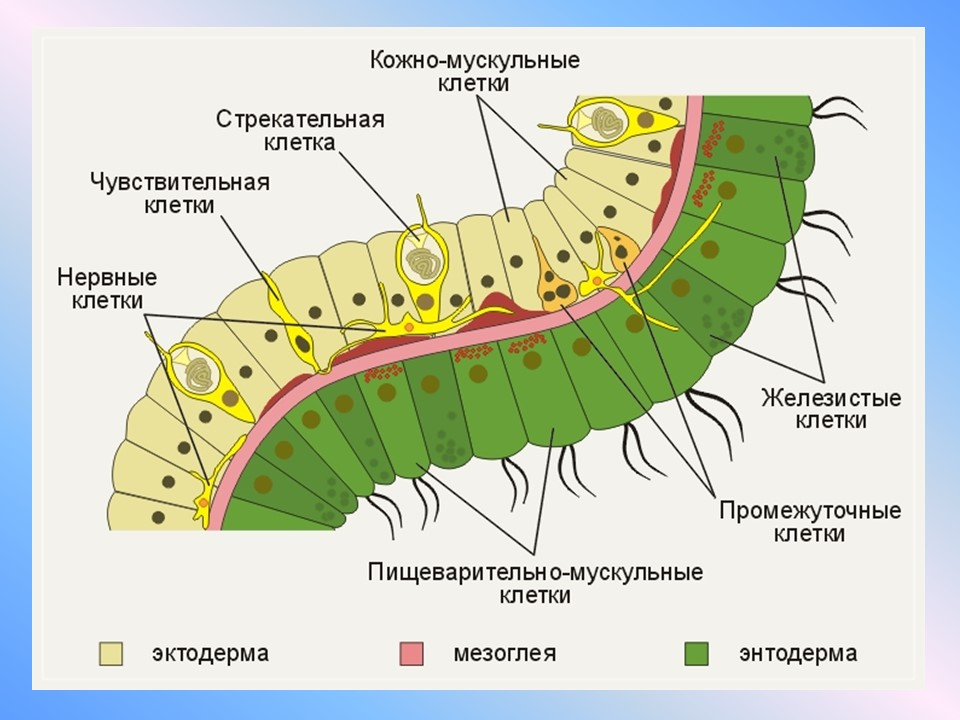 Кожно-мускульные
клетки
Стрекательная
клетка
Чувствительная
клетки
Нервные
клетки
Железистые
клетки
Промежуточные
клетки
Пищеварительно-мускульные
клетки
эктодерма
мезоглея
энтодерма